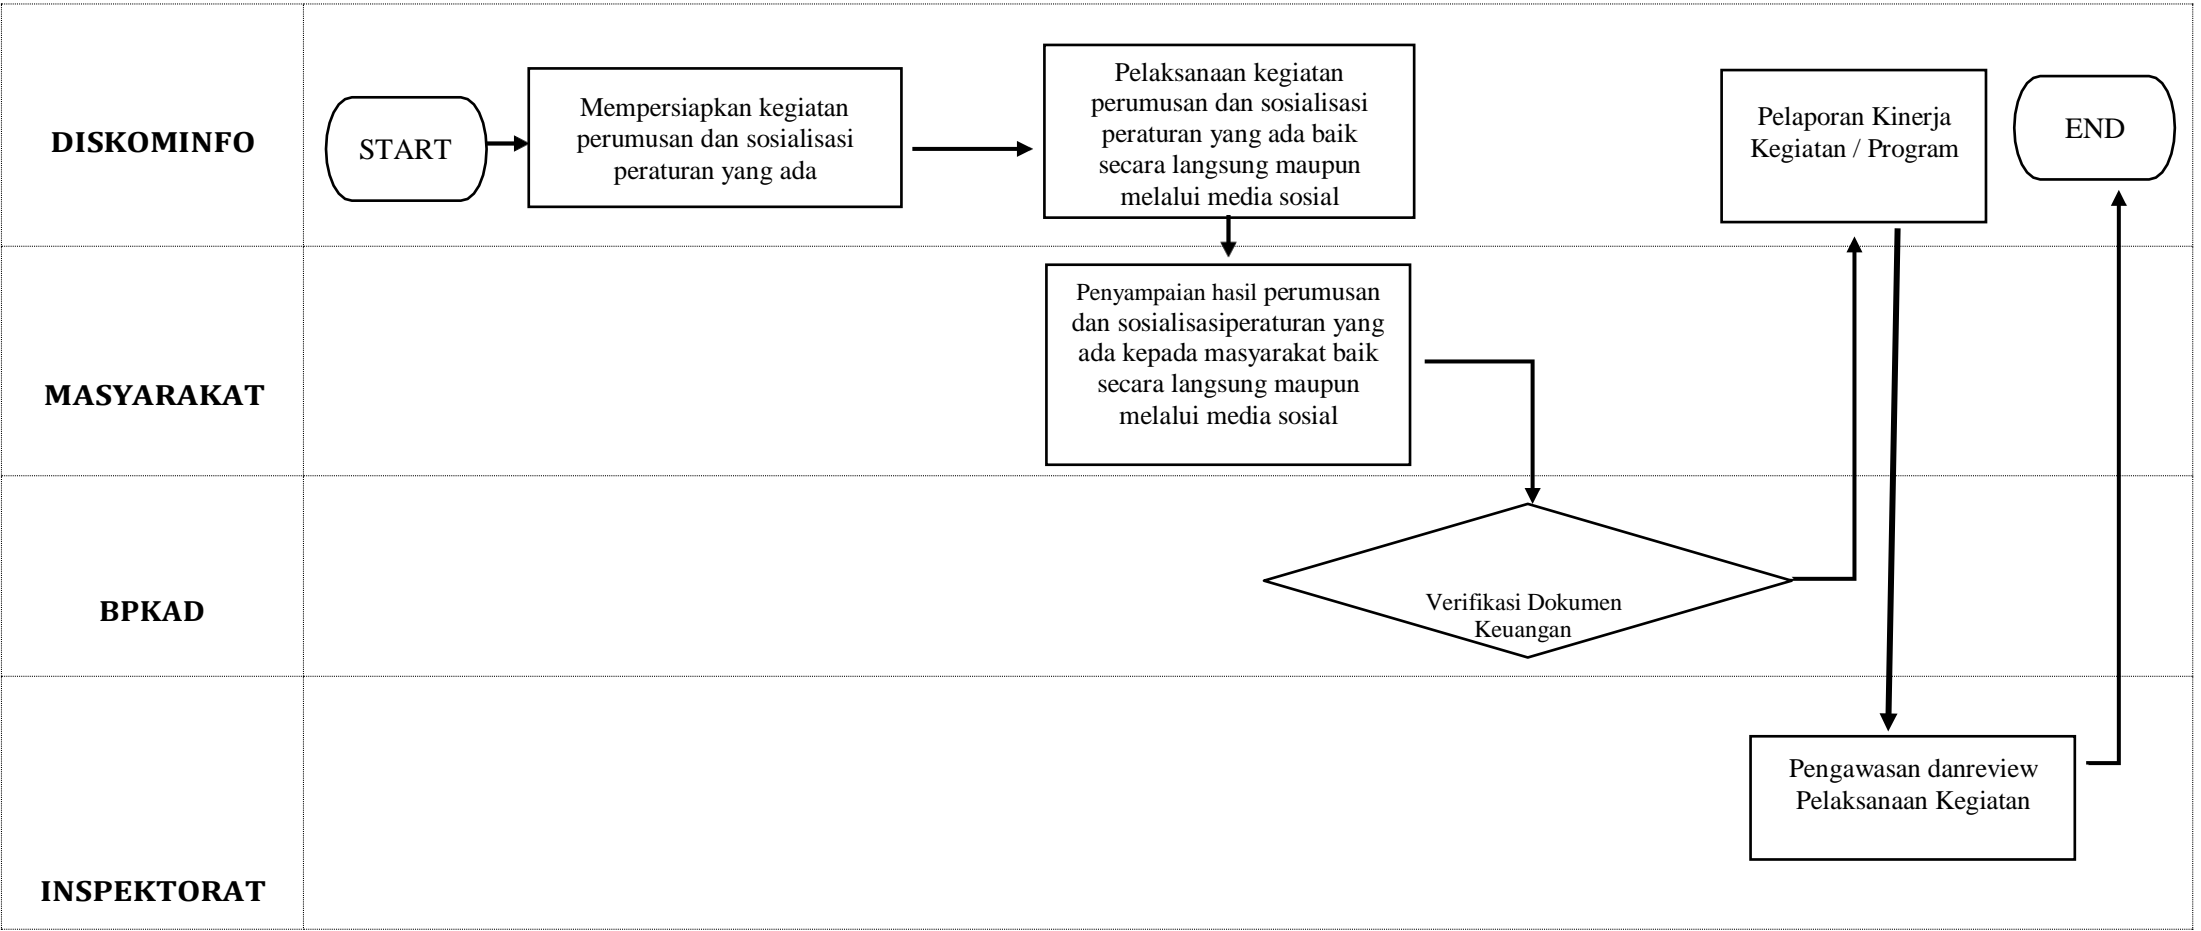 DISKOMINFO
START
Mempersiapkan kegiatan
perumusan dan sosialisasi
peraturan yang ada
Pelaksanaan kegiatan
perumusan dan sosialisasi
peraturan yang ada baik
secara langsung maupun
melalui media sosial
Pelaporan Kinerja
Kegiatan / Program
END
MASYARAKAT
Penyampaian hasil perumusan
dan sosialisasiperaturan yang
ada kepada masyarakat baik
secara langsung maupun
melalui media sosial
BPKAD
Verifikasi Dokumen
Keuangan
INSPEKTORAT
Pengawasan danreview
Pelaksanaan Kegiatan